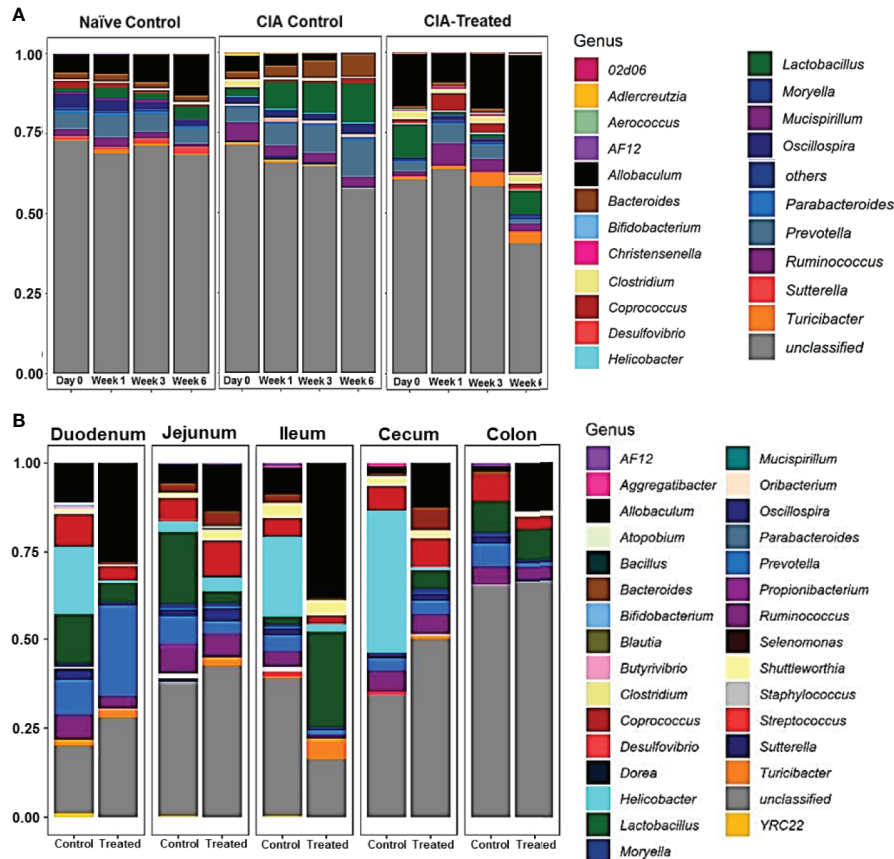 A
Naïve Control
CIA Control
CIA-Treated
1.00
0.75
0.50
0.25
0.00
Day 0 Week 1 Week 3 Week 6
Day 0 Week 1 Week 3 Week 6
Day 0 Week 1 Week 3 Week 6
Genus
02d06
Adlercreutzia
Aerococcus
AF12
Allobaculum
Bacteroides
Bifidobacterium
Christensenella
Clostridium
Coprococcus
Desulfovibrio
Helicobacter
Lactobacillus
Moryella
Mucispirillum
Oscillospira
others
Parabacteroides
Prevotella
Ruminococcus
Sutterella
Turicibacter
unclassified
B
Duodenum
Jejunum
Ileum
Cecum
Colon
1.00
0.75
0.50
0.25
0.00
Control Treated
Control Treated
Control Treated
Control Treated
Control Treated
Genus
AF12
Aggregatibacter
Allobaculum
Atopobium
Bacillus
Bacteroides
Bifidobacterium
Blautia
Butyrivibrio
Clostridium
Coprococcus
Desulfovibrio
Dorea
Helicobacter
Lactobacillus
Moryella
Mucispirillum
Oribacterium
Oscillospira
Parabacteroides
Prevotella
Propionibacterium
Ruminococcus
Selenomonas
Shuttleworthia
Staphylococcus
Streptococcus
Sutterella
Turicibacter
unclassified
YRC22